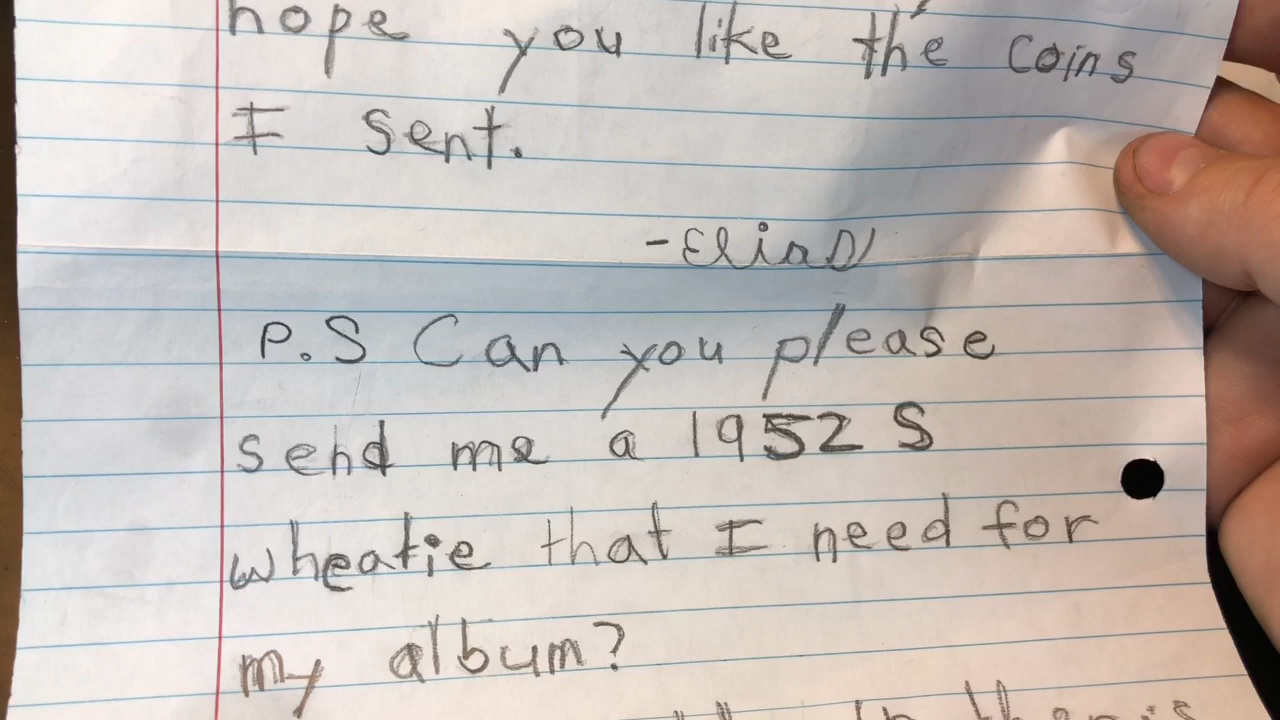 hope you like the coins
I sent.
-Elias
P.S Can you please
send me a 1952 S
wheatie that I need for
my album?